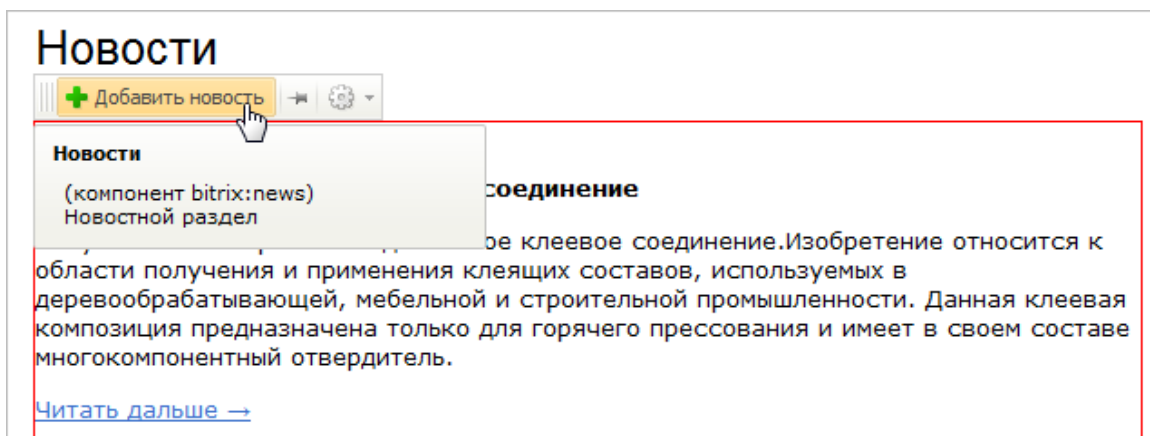 Новости
Добавить новость
Новости
(компонент bitrix:news)
Новостной раздел
соединение
ое клеевое соединение.Изобретение относится к
области получения и применения клеящих составов, используемых в
деревообрабатывающей, мебельной и строительной промышленности. Данная клеевая
композиция предназначена только для горячего прессования и имеет в своем составе
многокомпонентный отвердитель.
Читать дальше →